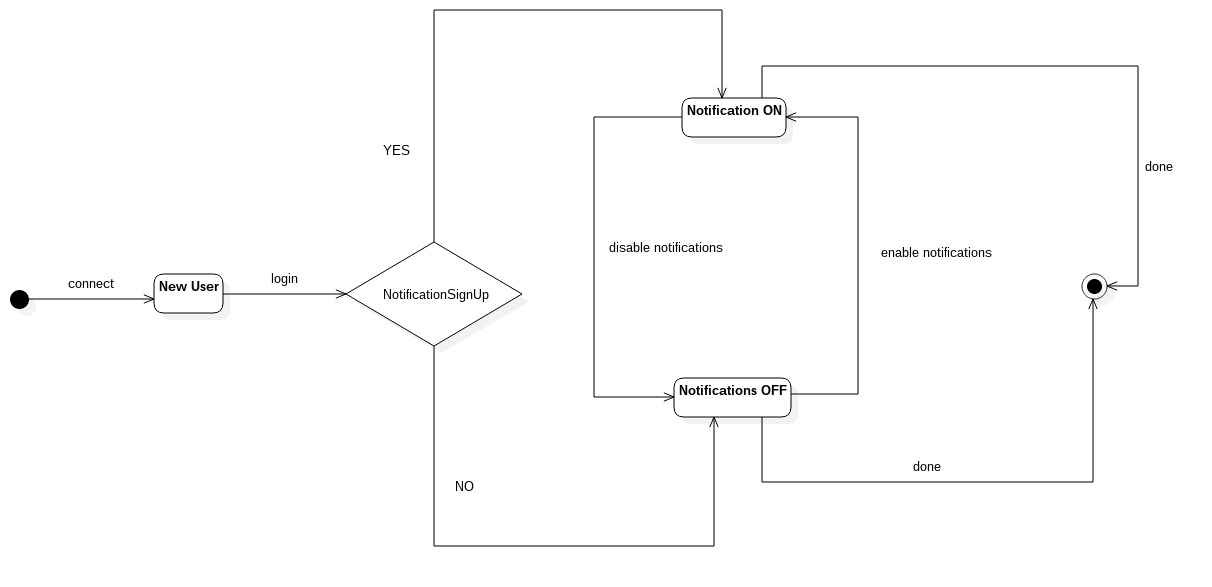 Notification ON
YES
done
disable notifications
enable notifications
connect
login
New User
NotificationSignUp
Notifications OFF
done
NO